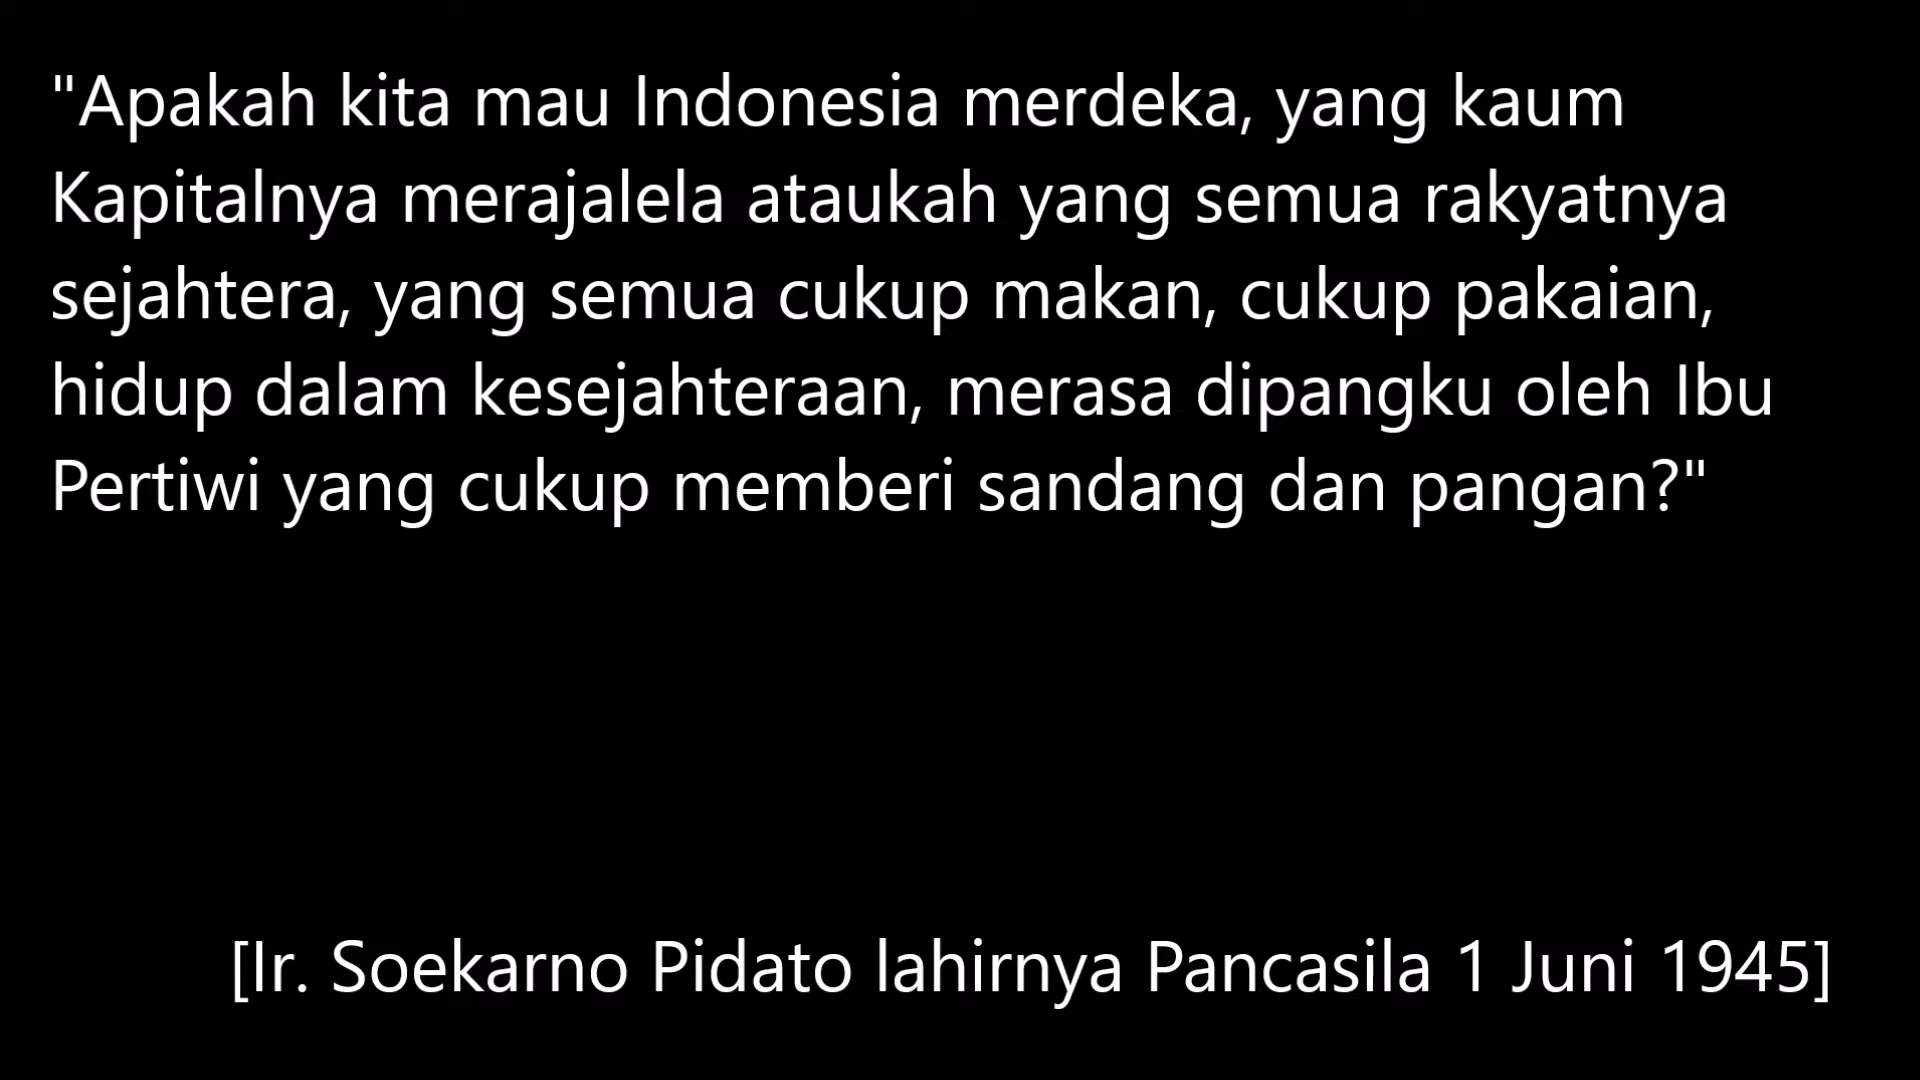 "Apakah kita mau Indonesia merdeka, yang kaum
Kapitalnya merajalela ataukah yang semua rakyatnya
sejahtera, yang semua cukup makan, cukup pakaian,
hidup dalam kesejahteraan, merasa dipangku oleh Ibu
Pertiwi yang cukup memberi sandang dan pangan?"
[Ir. Soekarno Pidato lahirnya Pancasila 1 Juni 1945]